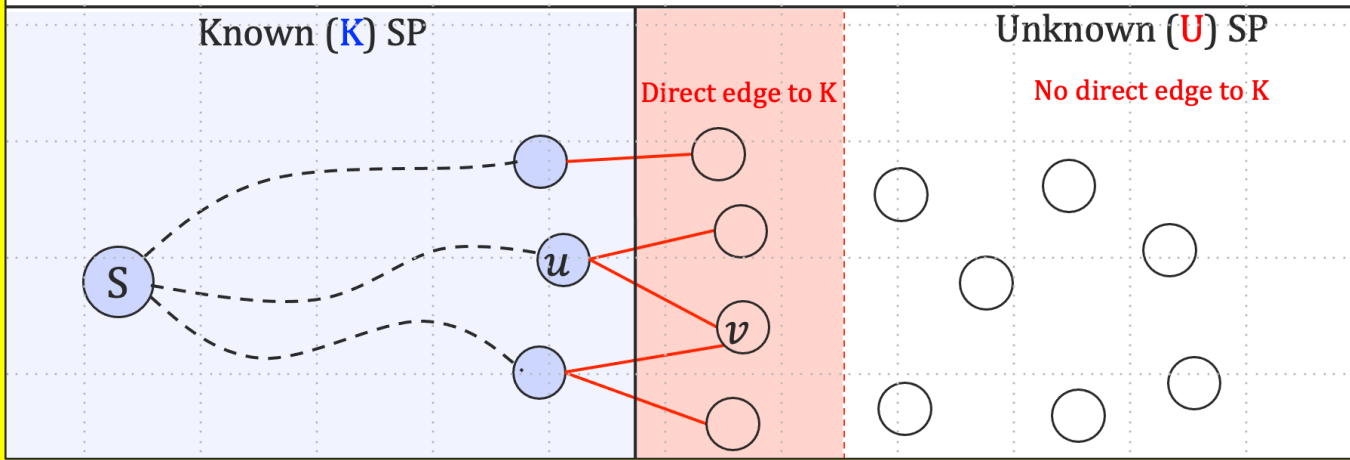 Known (K) SP
Unknown (U) SP
Direct edge to K
No direct edge to K
S
u
v